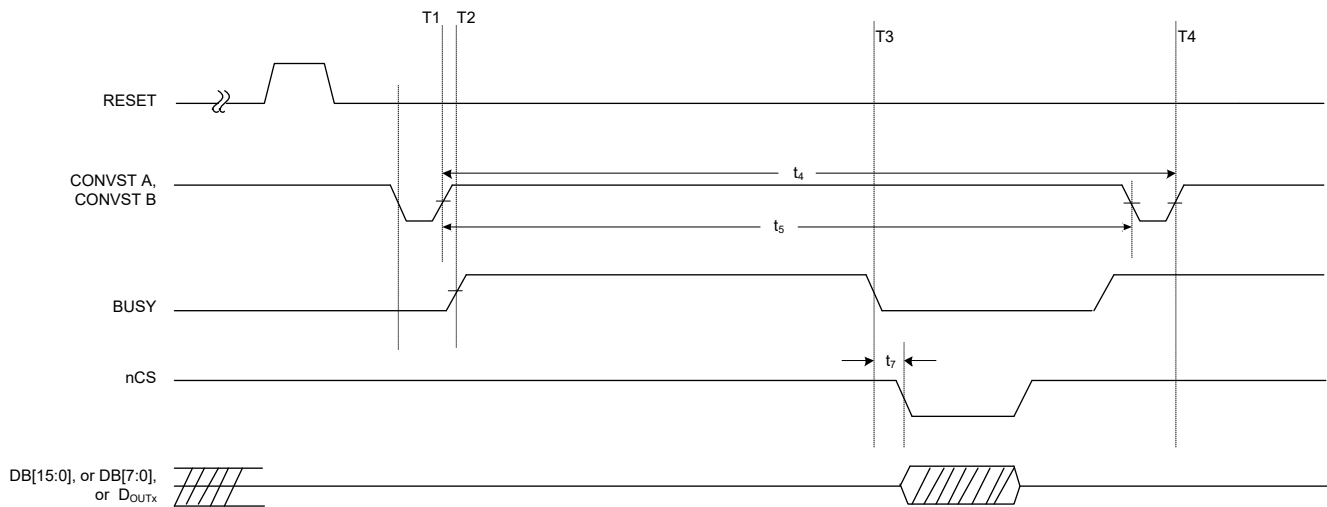 T1 T2
T3
T4
RESET
t₄
CONVST A,
CONVST B
t₅
BUSY
t₇
nCS
DB[15:0], or DB[7:0],
or D_OUTx